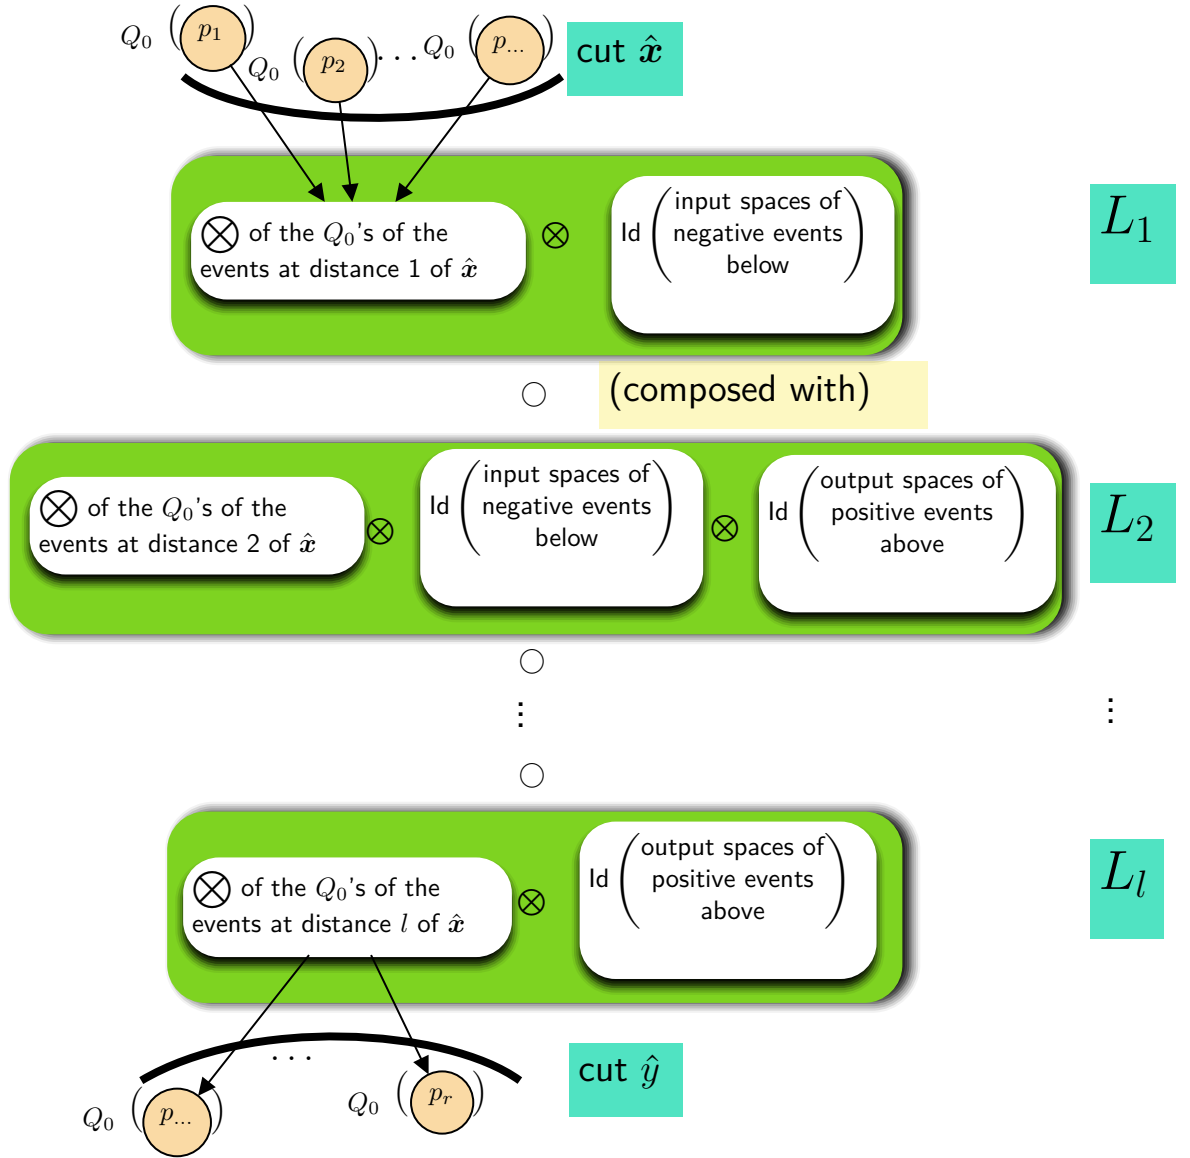 Q₀ (p₁) Q₀ (p₂) ... Q₀ (p...)
cut x̂
⊗ of the Q₀'s of the
events at distance 1 of x̂
⊗
Id (input spaces of
negative events
below)
L₁
○ (composed with)
⊗ of the Q₀'s of the
events at distance 2 of x̂
⊗
Id (input spaces of
negative events
below)
⊗
Id (output spaces of
positive events
above)
L₂
○
⋮ ⋮
○
⊗ of the Q₀'s of the
events at distance l of x̂
⊗
Id (output spaces of
positive events
above)
L_l
...
cut ŷ
Q₀ (p...) Q₀ (p_r)